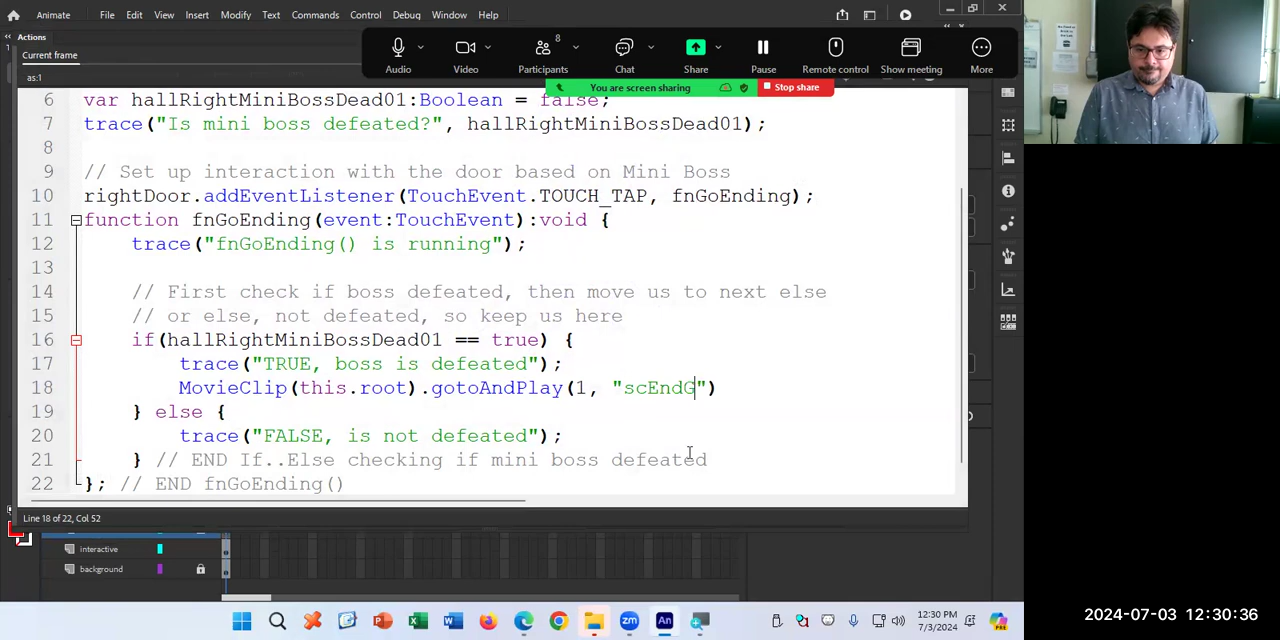 Animate
File
Edit
View
Insert
Modify
Text
Commands
Control
Debug
Window
Help
Actions
Current frame
as:1
8
Audio
Video
Participants
Chat
Share
Pause
Remote control
Show meeting
More
You are screen sharing
Stop share
6 var hallRightMiniBossDead01:Boolean = false;
7 trace("Is mini boss defeated?", hallRightMiniBossDead01);
8
9 // Set up interaction with the door based on Mini Boss
10 rightDoor.addEventListener(TouchEvent.TOUCH_TAP, fnGoEnding);
11 function fnGoEnding(event:TouchEvent):void {
12 trace("fnGoEnding() is running");
13
14 // First check if boss defeated, then move us to next else
15 // or else, not defeated, so keep us here
16 if(hallRightMiniBossDead01 == true) {
17 trace("TRUE, boss is defeated");
18 MovieClip(this.root).gotoAndPlay(1, "scEndG")
19 } else {
20 trace("FALSE, is not defeated");
21 } // END If..Else checking if mini boss defeated
22 }; // END fnGoEnding()
Line 18 of 22, Col 52
interactive
background
12:30 PM
7/3/2024
2024-07-03 12:30:36